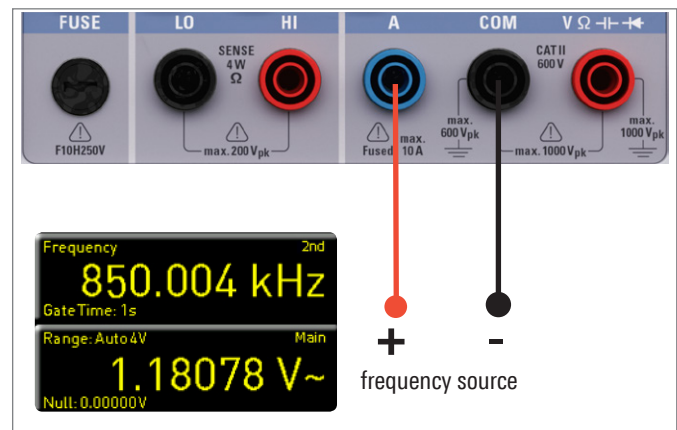 FUSE LO HI A COM V Ω ⊣⊢ ⯈+
SENSE
4 W
Ω
CAT II
600 V
max.
600 Vpk
max.
1000 Vpk
F10H250V
max. 200 Vpk
Fused
max.
10 A
max. 1000 Vpk
Frequency 2nd
850.004 kHz
GateTime: 1s
Range: Auto 4V Main
1.18078 V~
Null: 0.00000V
+ -
frequency source